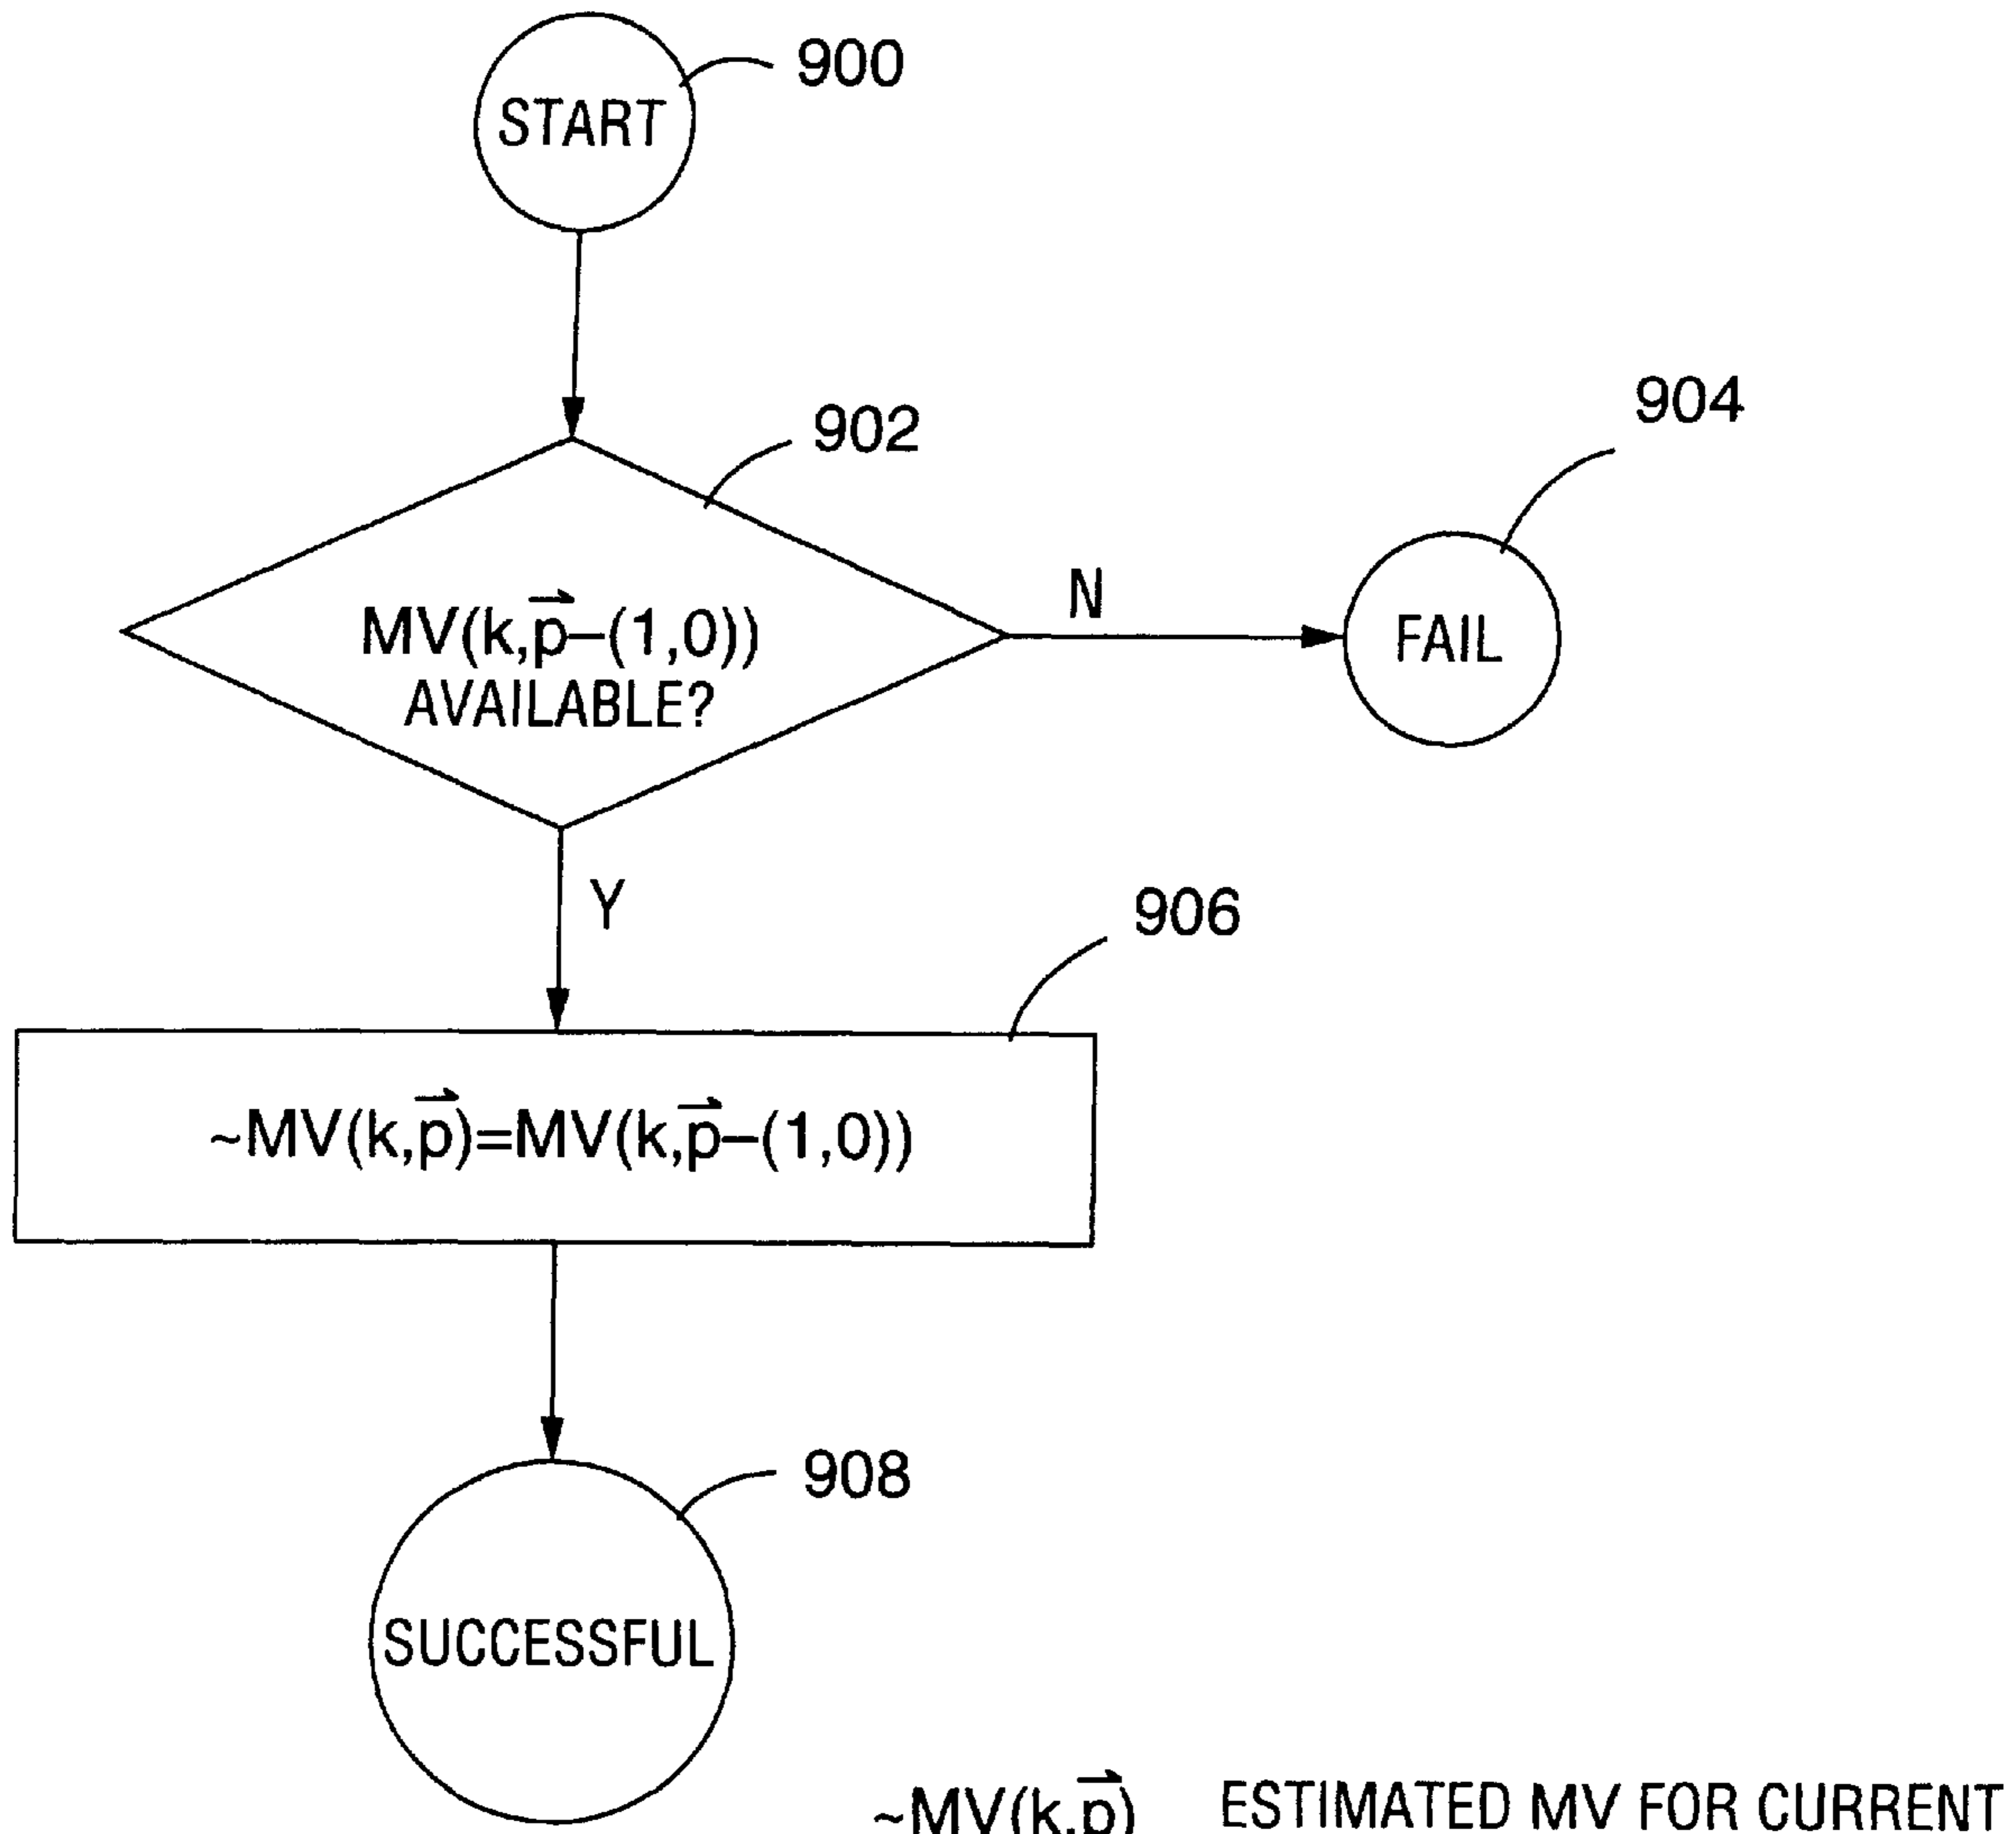 900
START
902
904
MV(k,p⃗−(1,0))
AVAILABLE?
N
FAIL
Y
906
~MV(k,p⃗)=MV(k,p⃗−(1,0))
908
SUCCESSFUL
~MV(k,p⃗) ESTIMATED MV FOR CURRENT